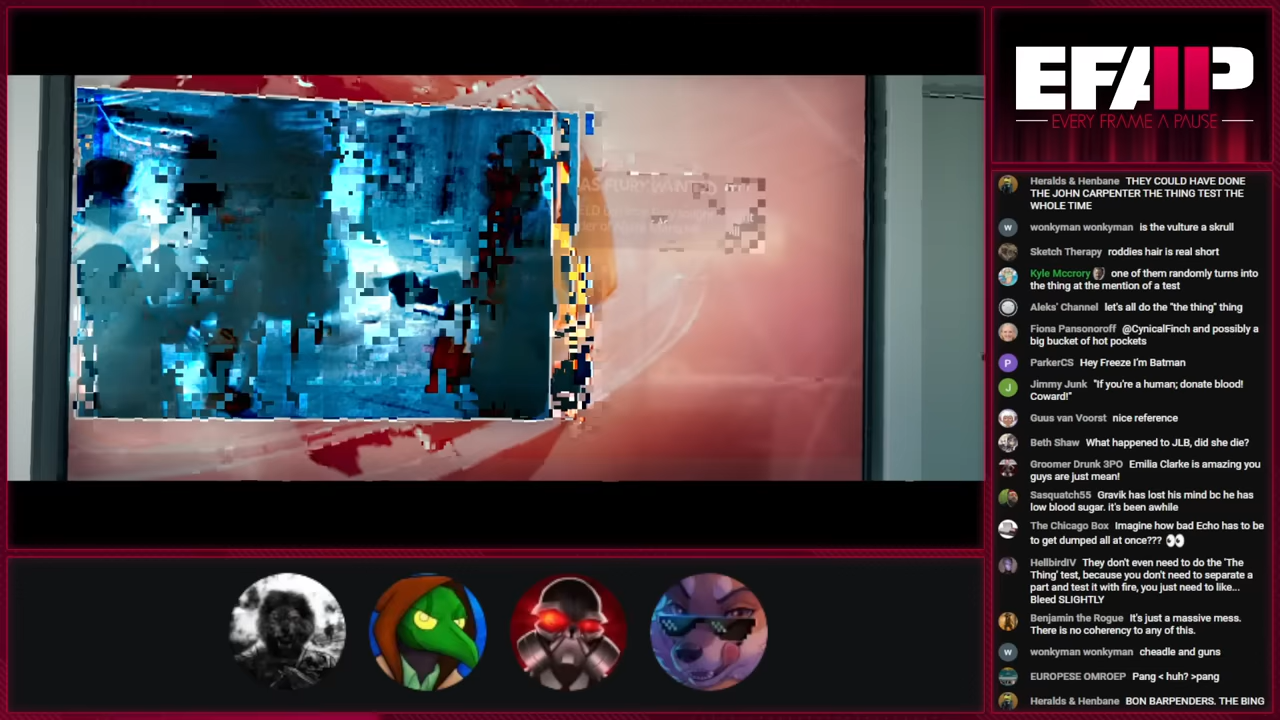 EFAP
EVERY FRAME A PAUSE
Heralds & Henbane THEY COULD HAVE DONE
THE JOHN CARPENTER THE THING TEST THE
WHOLE TIME
W wonkyman wonkyman is the vulture a skrull
Sketch Therapy roddies hair is real short
Kyle Mccrory one of them randomly turns into
the thing at the mention of a test
Aleks' Channel let's all do the "the thing" thing
Fiona Pansonoroff @CynicalFinch and possibly a
big bucket of hot pockets
P ParkerCS Hey Freeze I'm Batman
J Jimmy Junk "If you're a human; donate blood!
Coward!"
Guus van Voorst nice reference
Beth Shaw What happened to JLB, did she die?
Groomer Drunk 3PO Emilia Clarke is amazing you
guys are just mean!
Sasquatch55 Gravik has lost his mind bc he has
low blood sugar. it's been awhile
The Chicago Box Imagine how bad Echo has to be
to get dumped all at once??? 👀
HellbirdIV They don't even need to do the 'The
Thing' test, because you don't need to separate a
part and test it with fire, you just need to like...
Bleed SLIGHTLY
Benjamin the Rogue It's just a massive mess.
There is no coherency to any of this.
W wonkyman wonkyman cheadle and guns
EUROPESE OMROEP Pang < huh? >pang
Heralds & Henbane BON BARPENDERS. THE BING